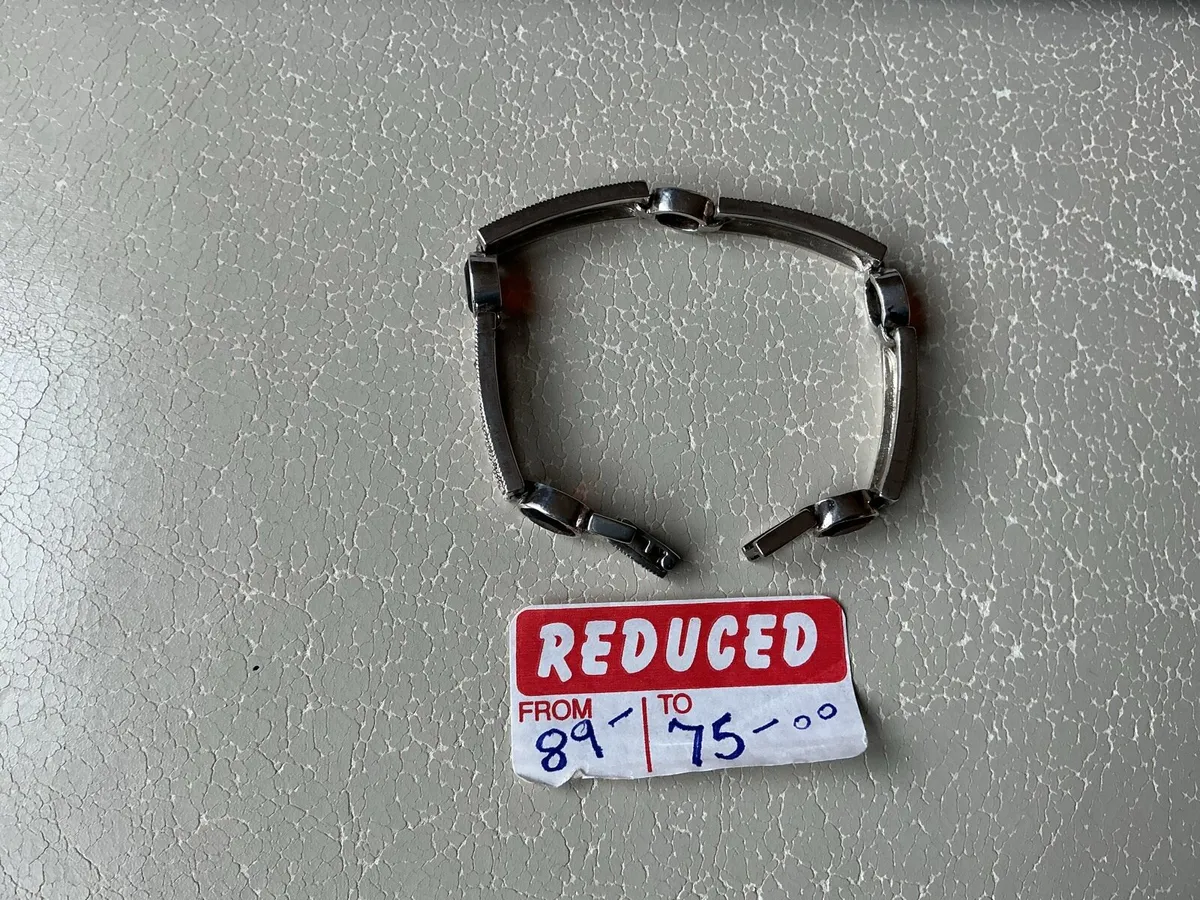 REDUCED
FROM TO
89- 75-00